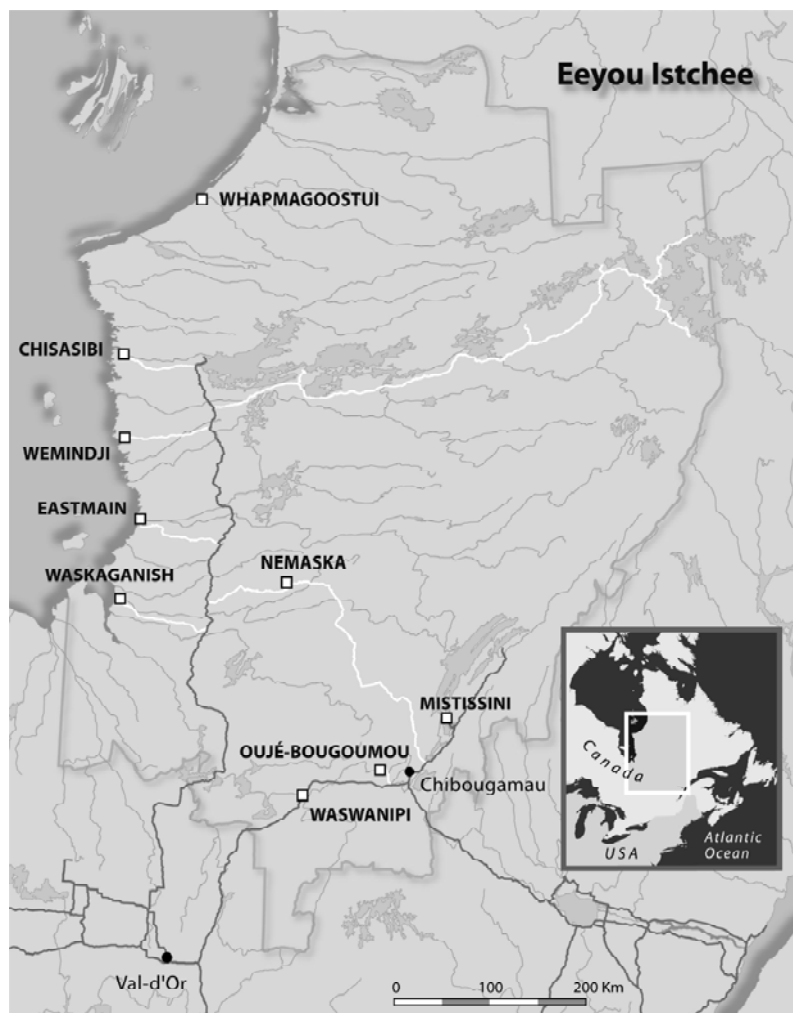 Eeyou Istchee
WHAPMAGOOSTUI
CHISASIBI
WEMINDJI
EASTMAIN
NEMASKA
WASKAGANISH
MISTISSINI
OUJÉ-BOUGOUMOU
Chibougamau
WASWANIPI
Canada
USA
Atlantic
Ocean
Val-d'Or
0 100 200 Km